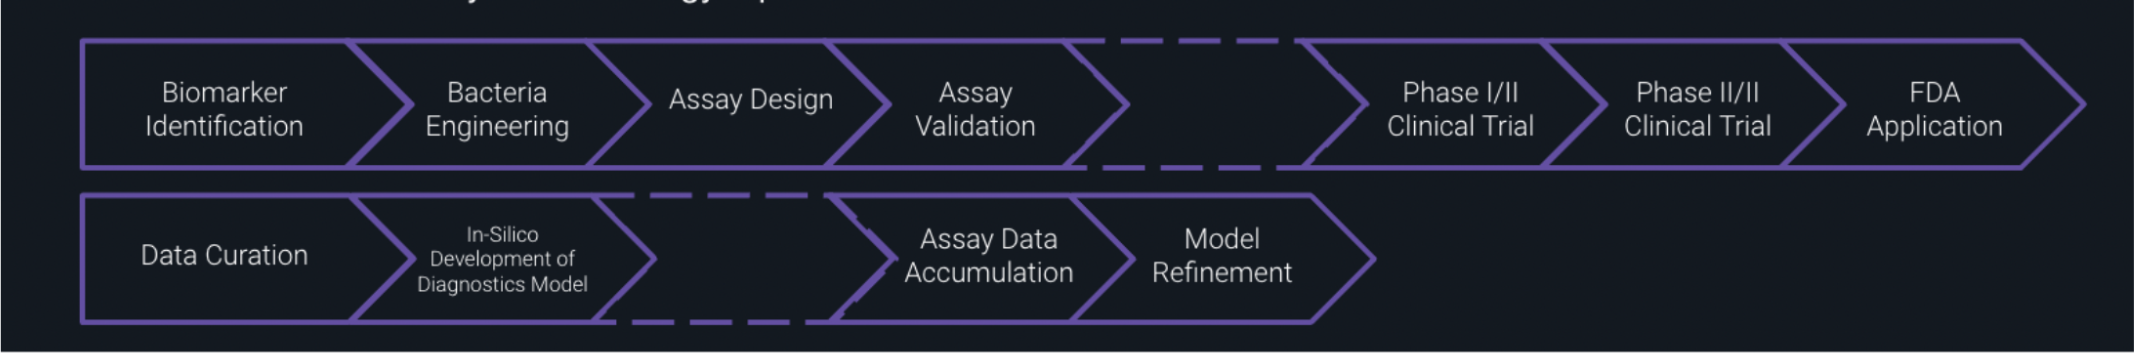 Biomarker
Identification
Bacteria
Engineering
Assay Design
Assay
Validation
Phase I/II
Clinical Trial
Phase II/II
Clinical Trial
FDA
Application
Data Curation
In-Silico
Development of
Diagnostics Model
Assay Data
Accumulation
Model
Refinement